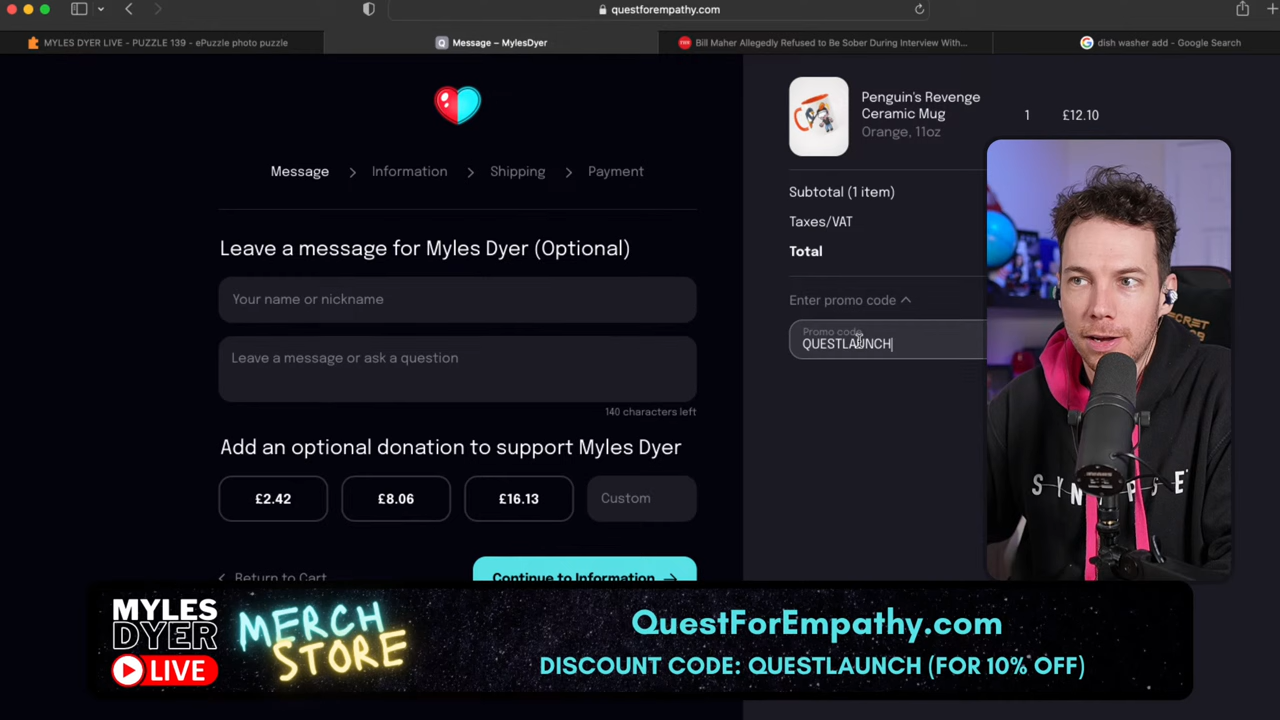 questforempathy.com
MYLES DYER LIVE - PUZZLE 139 - ePuzzle photo puzzle
Message – MylesDyer
Bill Maher Allegedly Refused to Be Sober During Interview With...
dish washer add - Google Search
Message
Information
Shipping
Payment
Leave a message for Myles Dyer (Optional)
Your name or nickname
Leave a message or ask a question
140 characters left
Add an optional donation to support Myles Dyer
£2.42
£8.06
£16.13
Custom
Return to Cart
Continue to Information
Penguin's Revenge
Ceramic Mug
Orange, 11oz
1
£12.10
Subtotal (1 item)
Taxes/VAT
Total
Enter promo code
Promo code
QUESTLAUNCH
MYLES
DYER
LIVE
MERCH
STORE
QuestForEmpathy.com
DISCOUNT CODE: QUESTLAUNCH (FOR 10% OFF)